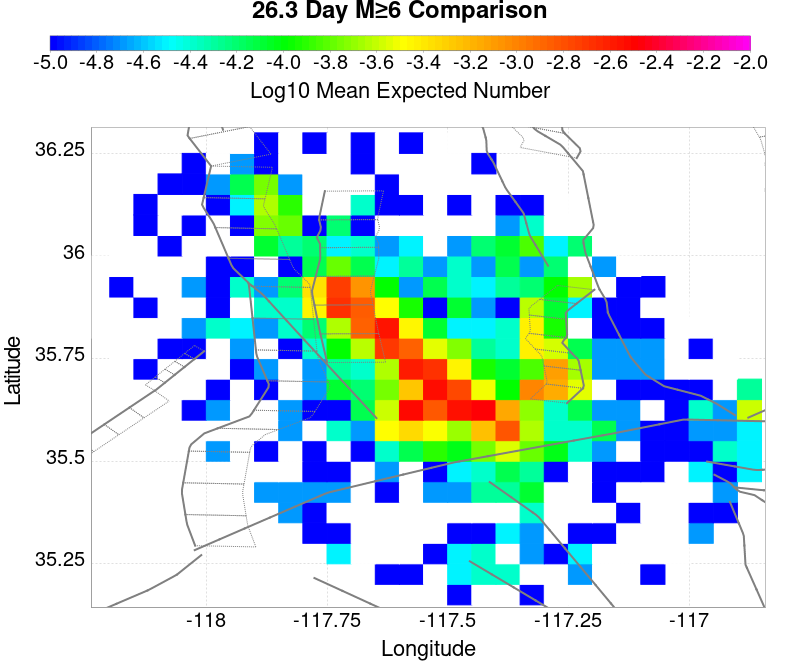 26.3 Day M≥6 Comparison
-5.0 -4.8 -4.6 -4.4 -4.2 -4.0 -3.8 -3.6 -3.4 -3.2 -3.0 -2.8 -2.6 -2.4 -2.2 -2.0
Log10 Mean Expected Number
36.25
36
35.75
35.5
35.25
Latitude
-118 -117.75 -117.5 -117.25 -117
Longitude